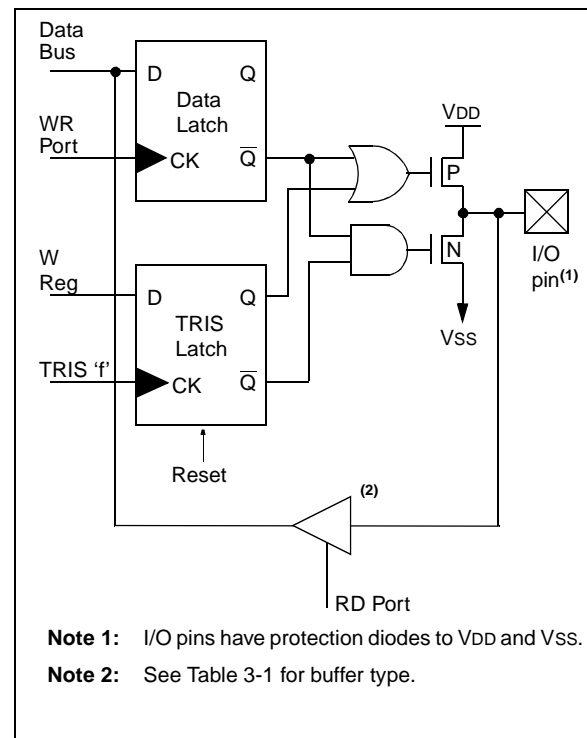 Data
Bus
D
Q
Data
Latch
WR
Port
CK
Q̅
VDD
P
N
I/O
pin(1)
VSS
W
Reg
D
Q
TRIS
Latch
TRIS ‘f’
CK
Q̅
Reset
(2)
RD Port
Note 1: I/O pins have protection diodes to VDD and VSS.
Note 2: See Table 3-1 for buffer type.